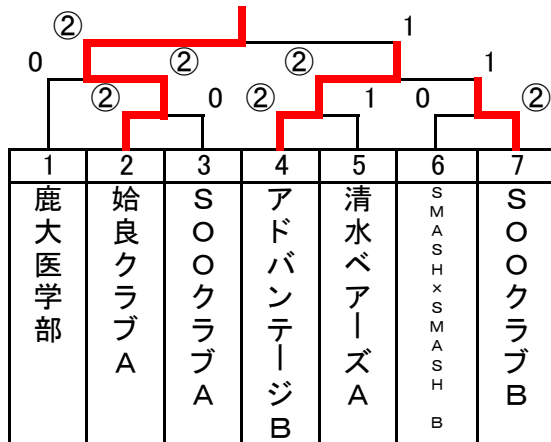 ② 1
0 ② ② 1
② 0 ② 1 0 ②
1 2 3 4 5 6 7
鹿大医学部
姶良クラブA
SOOクラブA
アドバンテージB
清水ベアーズA
SMASH×SMASH B
SOOクラブB